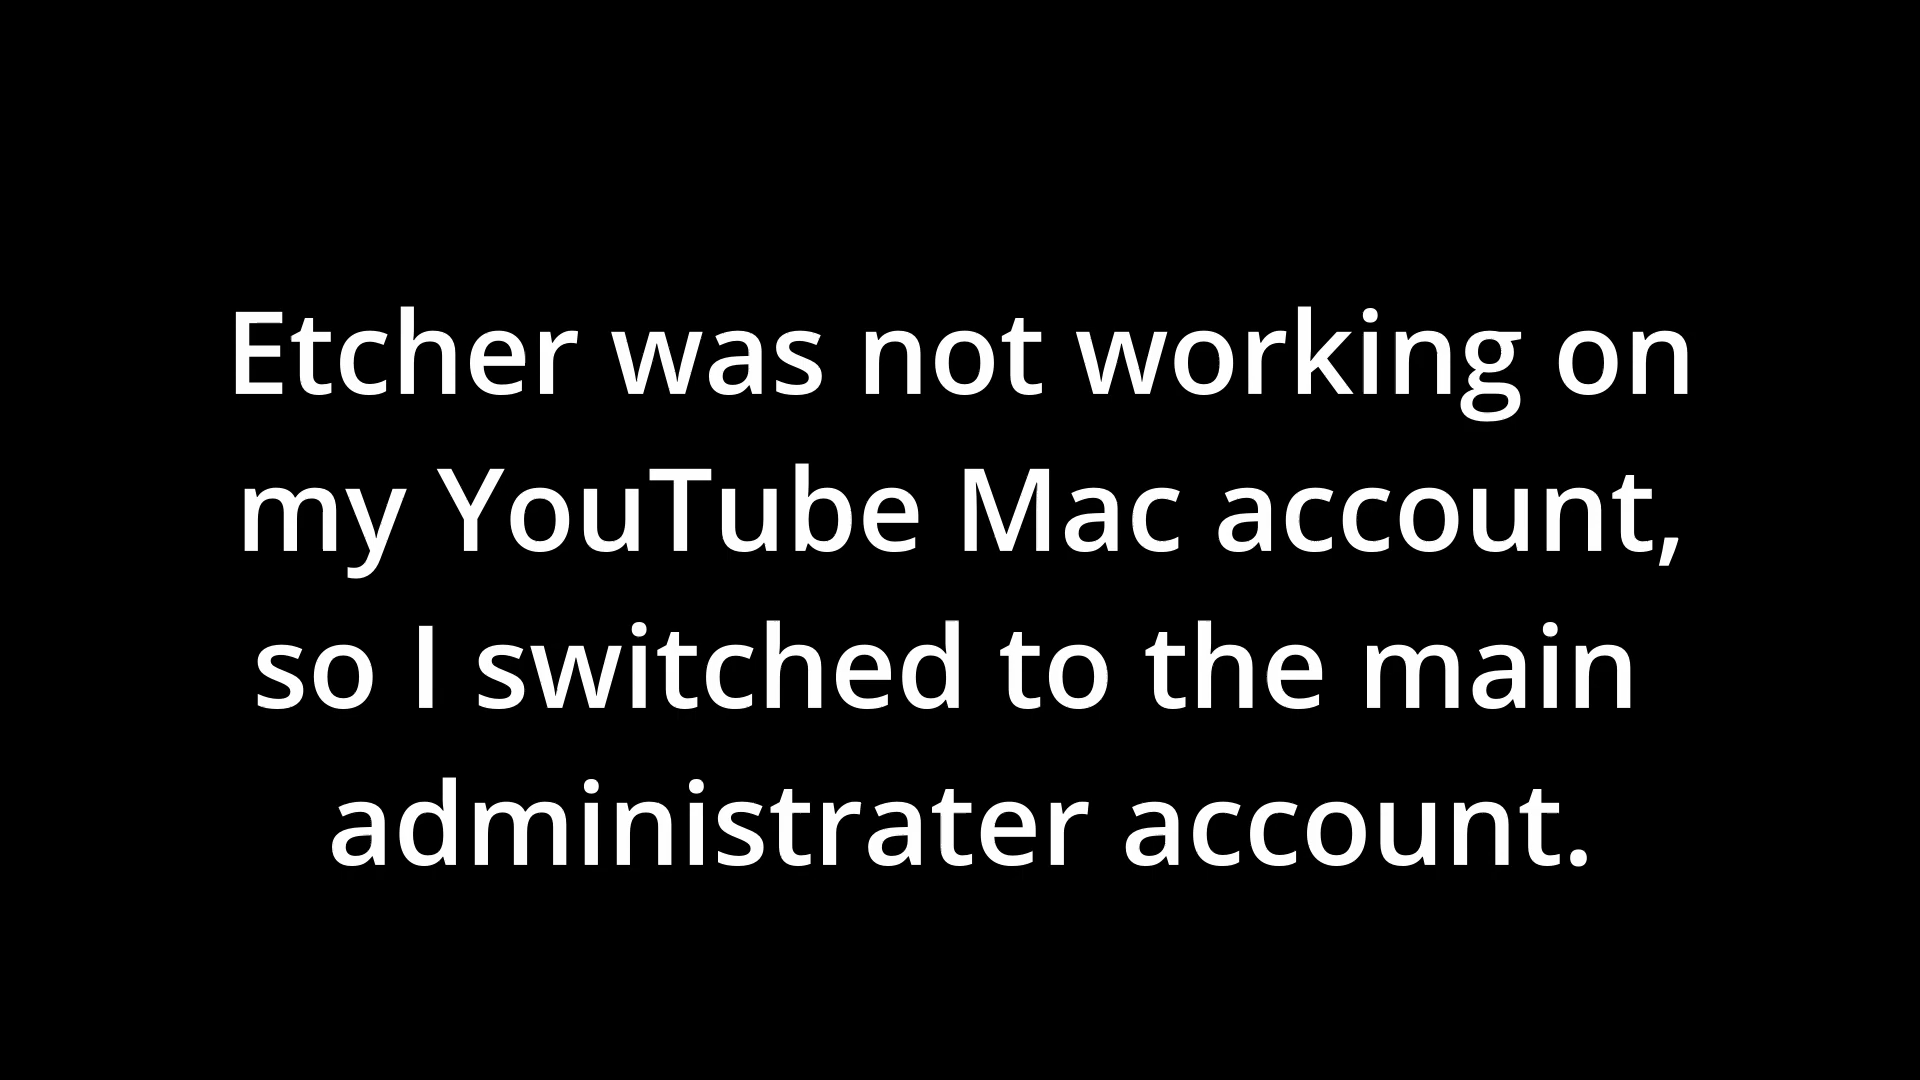 Etcher was not working on
my YouTube Mac account,
so I switched to the main
administrater account.